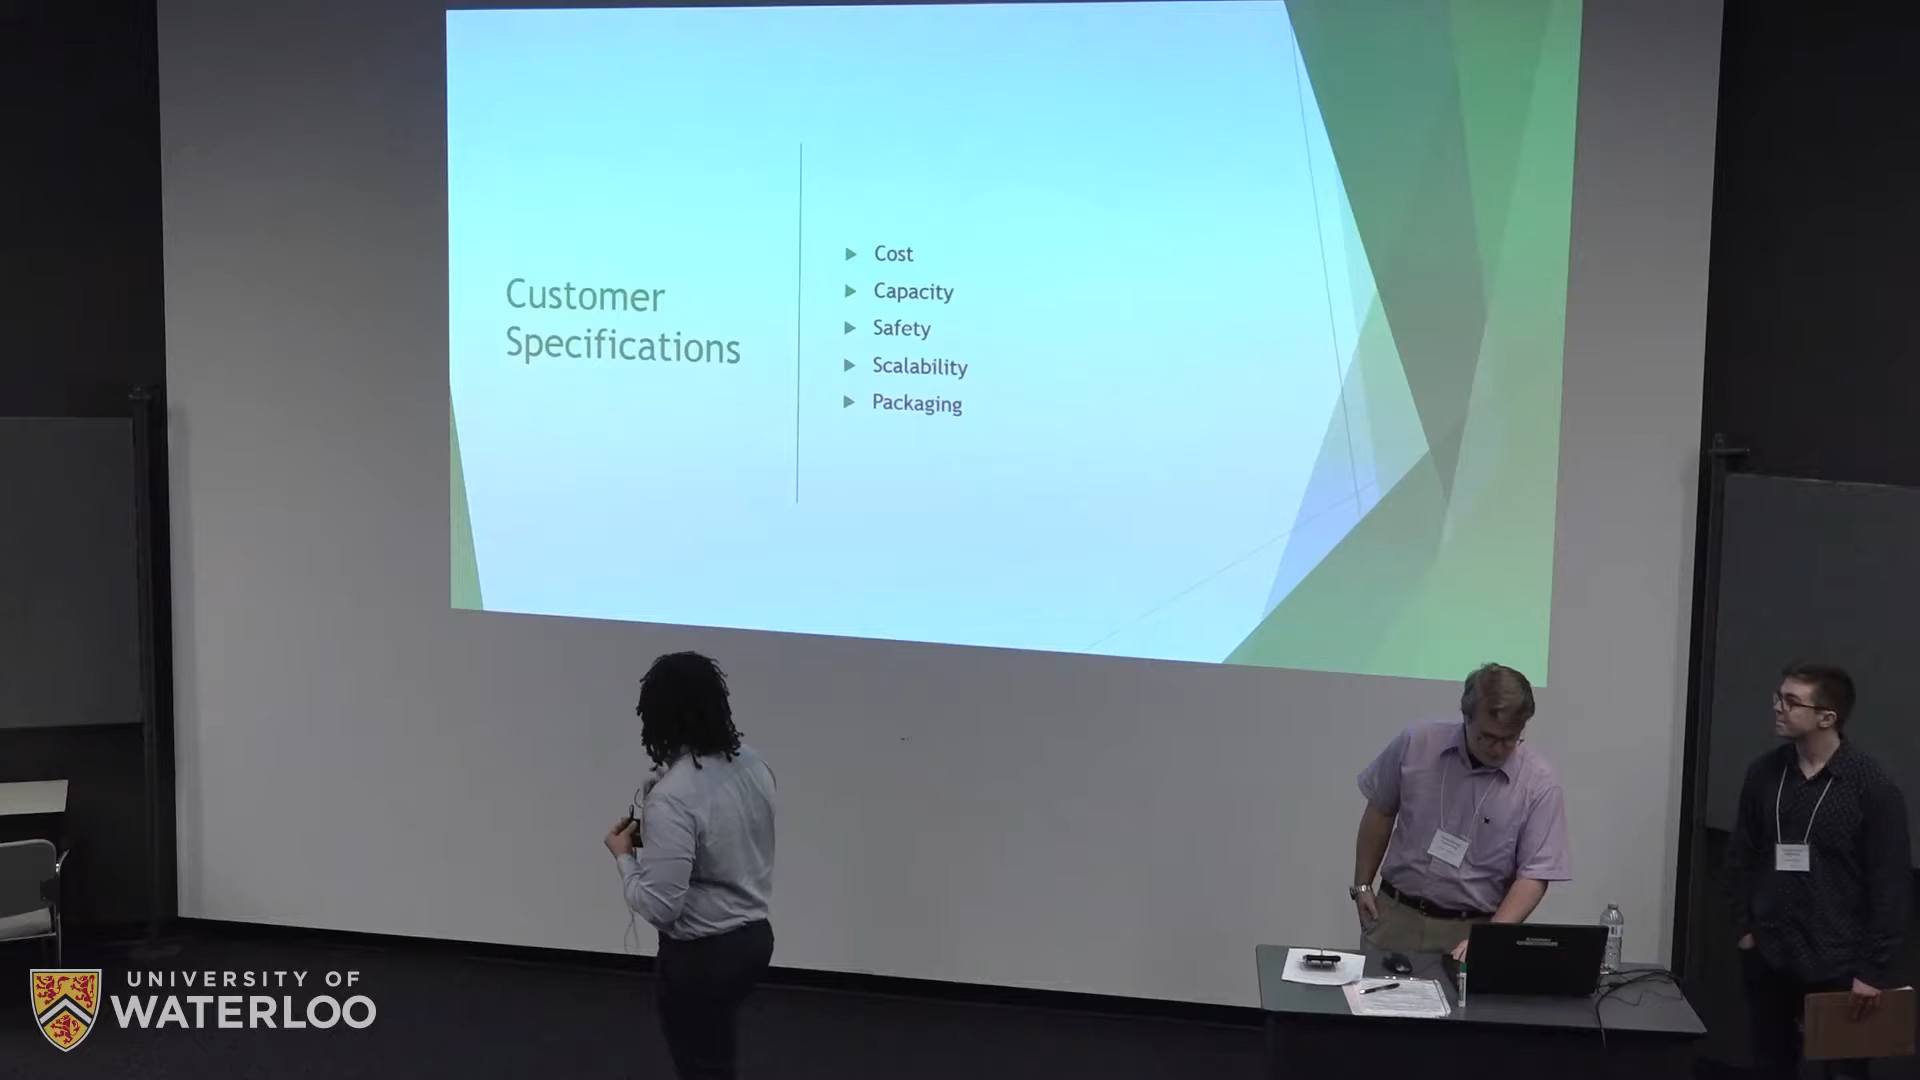 Customer
Specifications
Cost
Capacity
Safety
Scalability
Packaging
UNIVERSITY OF
WATERLOO